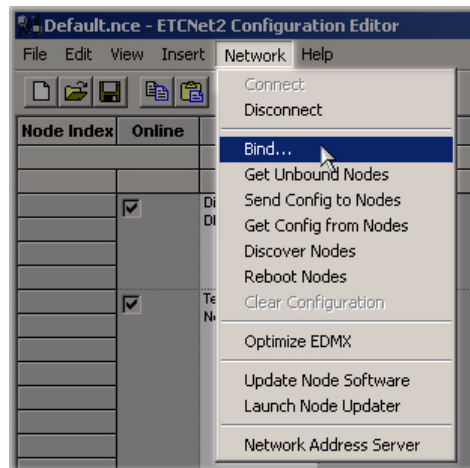 Default.nce - ETCNet2 Configuration Editor
File Edit View Insert Network Help
Connect
Disconnect
Node Index Online
Bind...
Get Unbound Nodes
Send Config to Nodes
Get Config from Nodes
Discover Nodes
Reboot Nodes
Clear Configuration
Optimize EDMX
Update Node Software
Launch Node Updater
Network Address Server
Di
Te